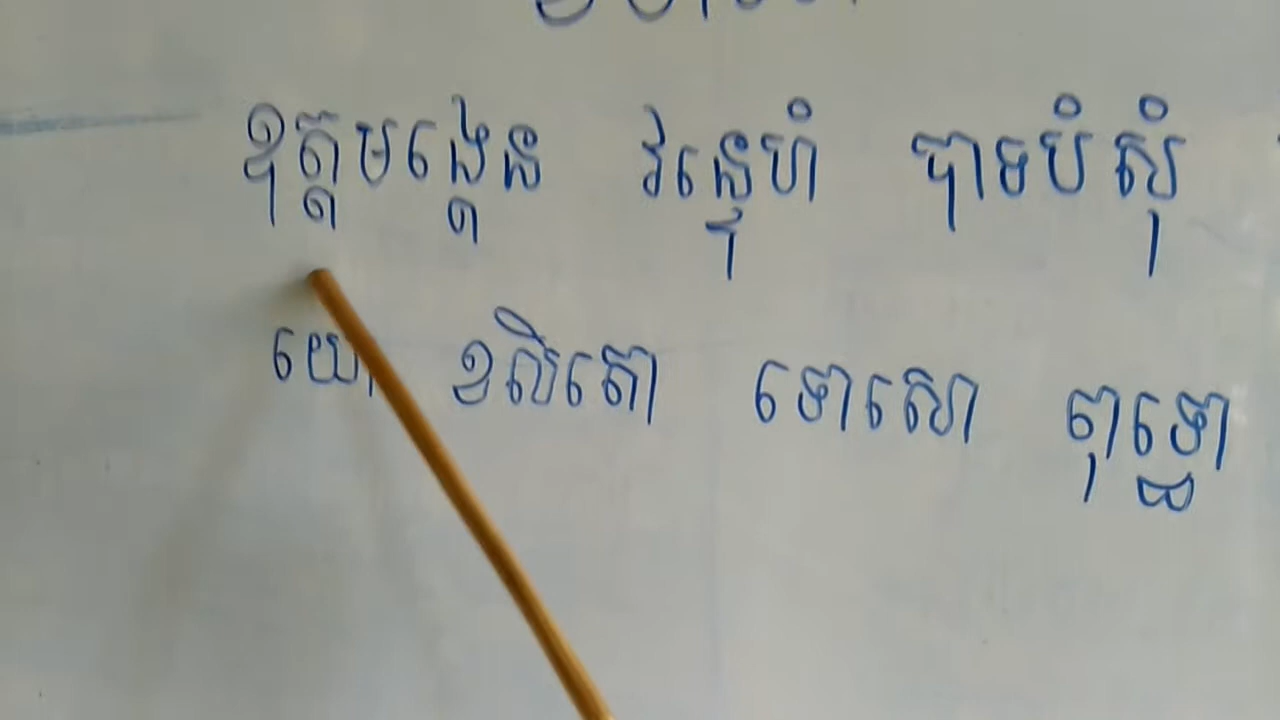 ឧត្តមង្គេន វន្ទេហំ បាទបំសុំ
យោ ខលិតោ ទោសោ ពុទ្ធោ